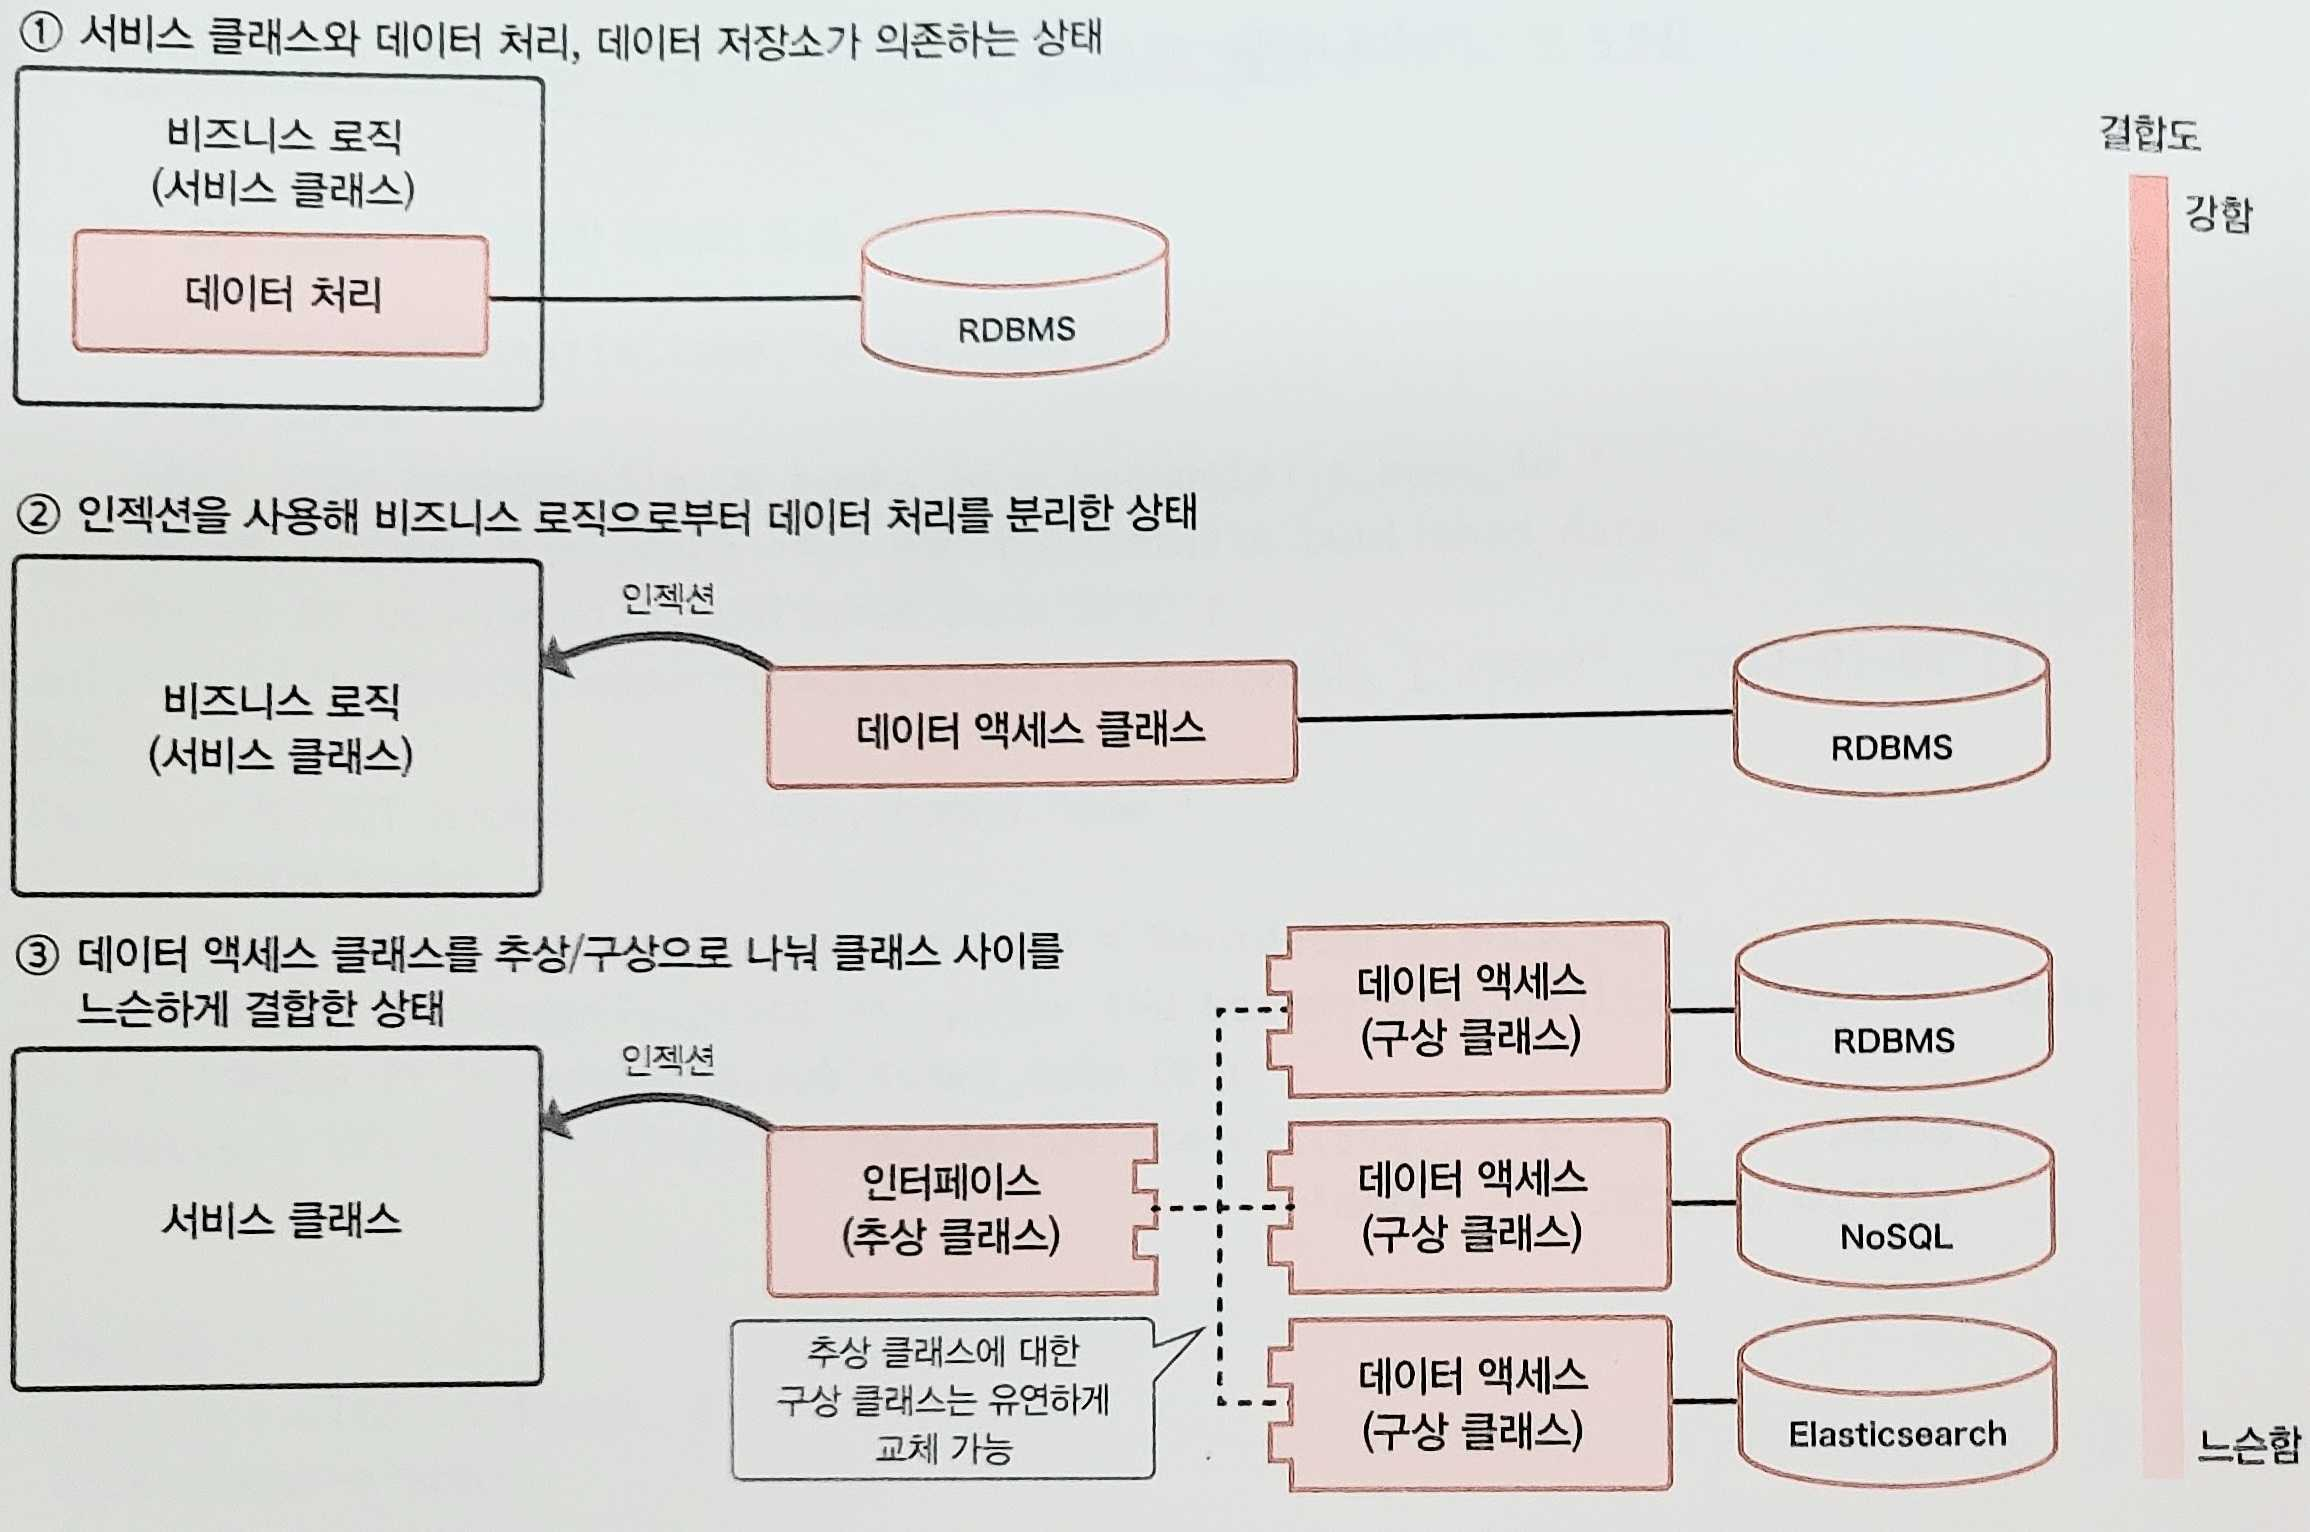 ① 서비스 클래스와 데이터 처리, 데이터 저장소가 의존하는 상태
비즈니스 로직
(서비스 클래스)
데이터 처리
RDBMS
결합도
강함
② 인젝션을 사용해 비즈니스 로직으로부터 데이터 처리를 분리한 상태
인젝션
비즈니스 로직
(서비스 클래스)
데이터 액세스 클래스
RDBMS
③ 데이터 액세스 클래스를 추상/구상으로 나눠 클래스 사이를
느슨하게 결합한 상태
인젝션
서비스 클래스
인터페이스
(추상 클래스)
추상 클래스에 대한
구상 클래스는 유연하게
교체 가능
데이터 액세스
(구상 클래스)
RDBMS
데이터 액세스
(구상 클래스)
NoSQL
데이터 액세스
(구상 클래스)
Elasticsearch
느슨함